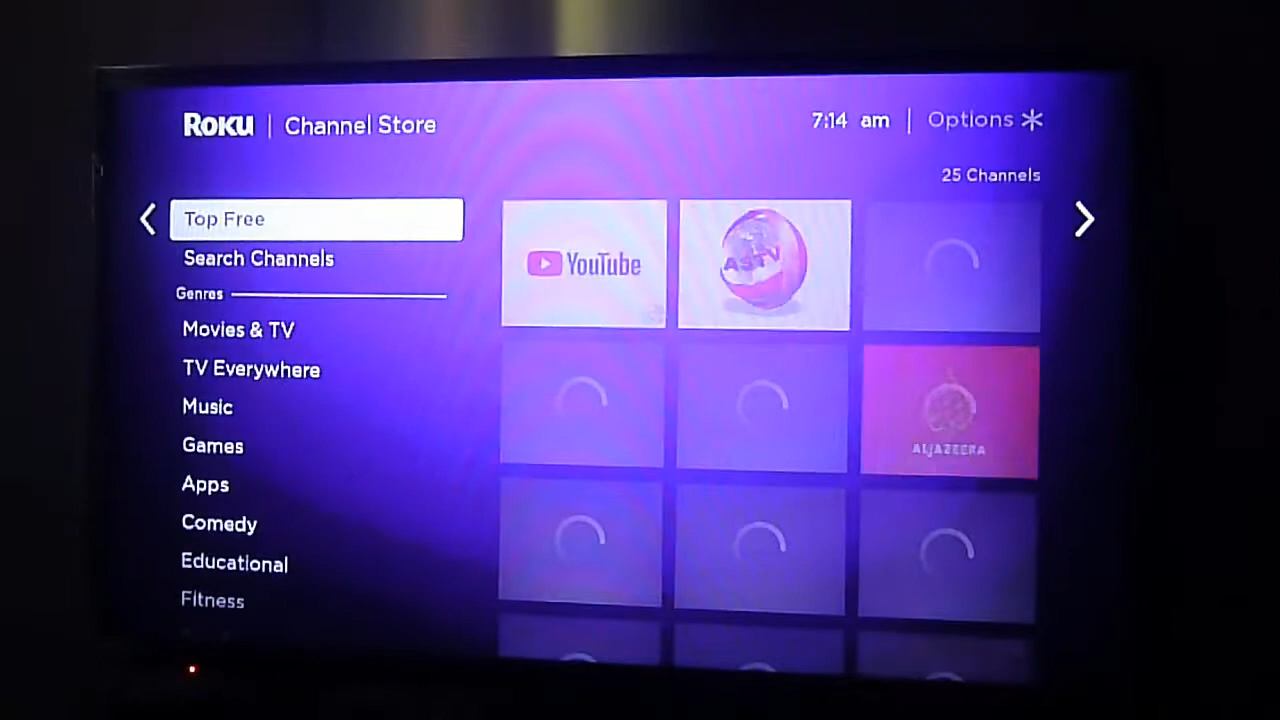 Roku | Channel Store
7:14 am | Options *
25 Channels
Top Free
Search Channels
Genres
Movies & TV
TV Everywhere
Music
Games
Apps
Comedy
Educational
Fitness
YouTube
ASTV
ALJAZEERA